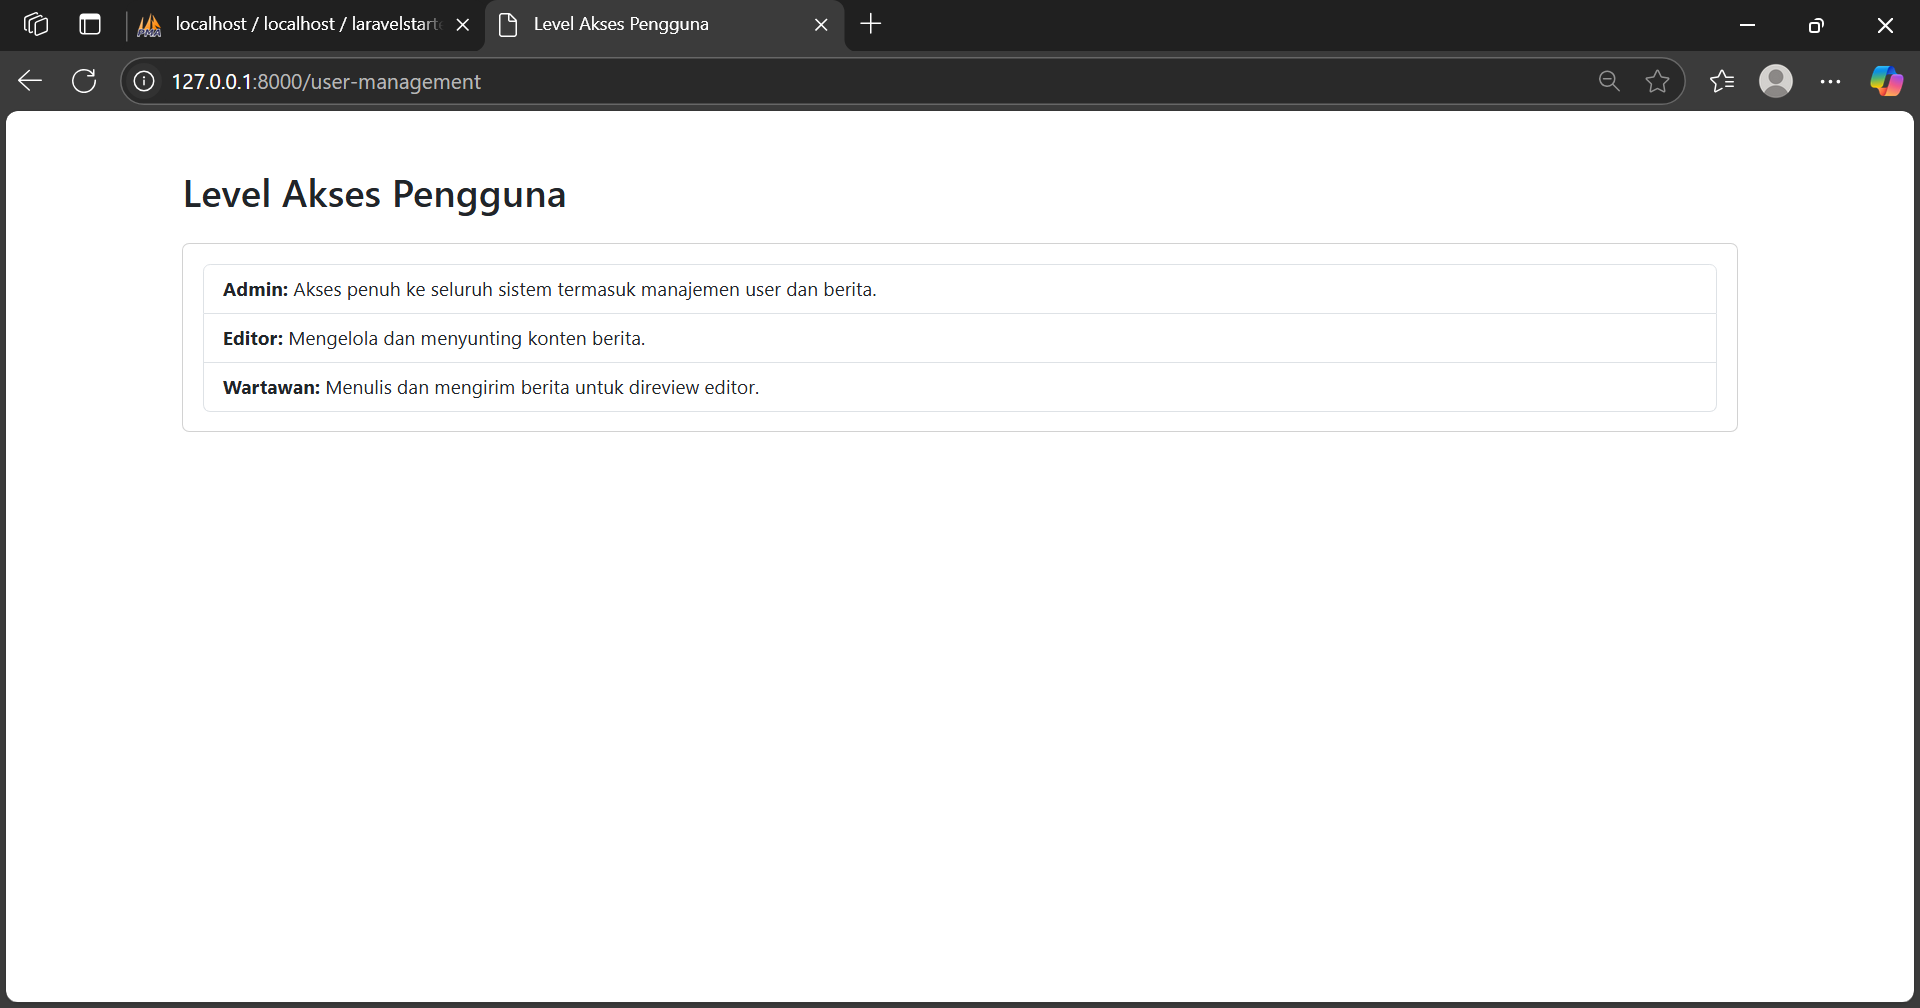 localhost / localhost / laravelstart
Level Akses Pengguna
127.0.0.1:8000/user-management
Level Akses Pengguna
Admin: Akses penuh ke seluruh sistem termasuk manajemen user dan berita.
Editor: Mengelola dan menyunting konten berita.
Wartawan: Menulis dan mengirim berita untuk direview editor.